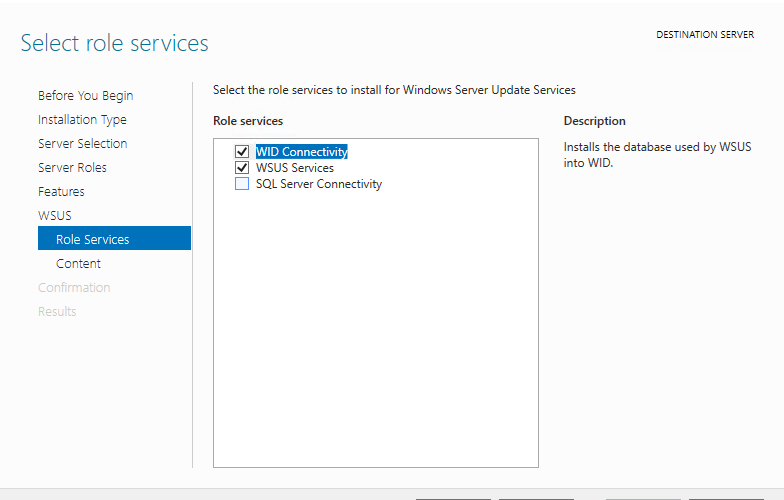 Select role services
DESTINATION SERVER
Before You Begin
Installation Type
Server Selection
Server Roles
Features
WSUS
Role Services
Content
Confirmation
Results
Select the role services to install for Windows Server Update Services
Role services
WID Connectivity
WSUS Services
SQL Server Connectivity
Description
Installs the database used by WSUS
into WID.